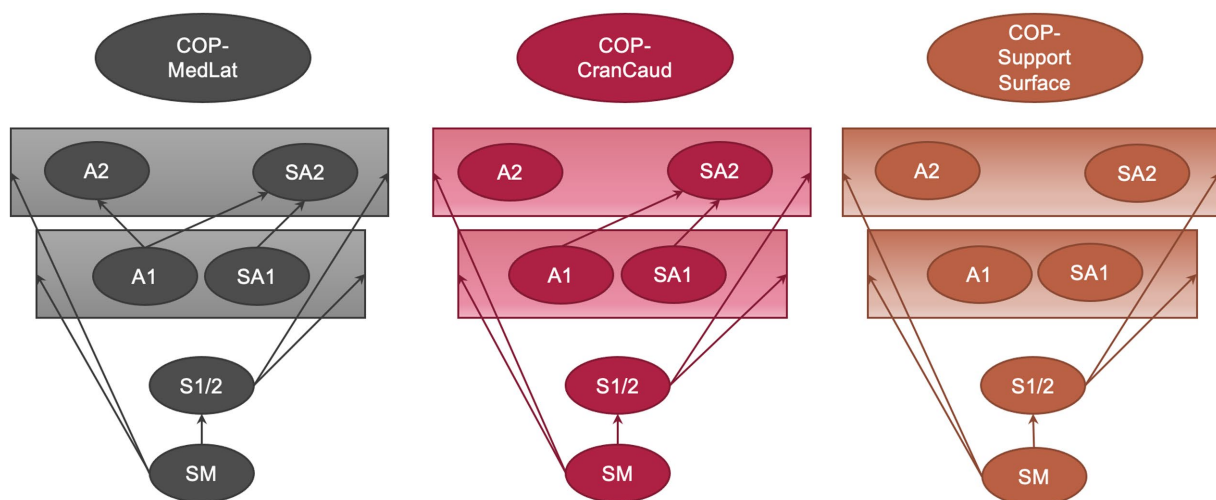 COP-
MedLat
COP-
CranCaud
COP-
Support
Surface
A2
SA2
A2
SA2
A2
SA2
A1
SA1
A1
SA1
A1
SA1
S1/2
S1/2
S1/2
SM
SM
SM